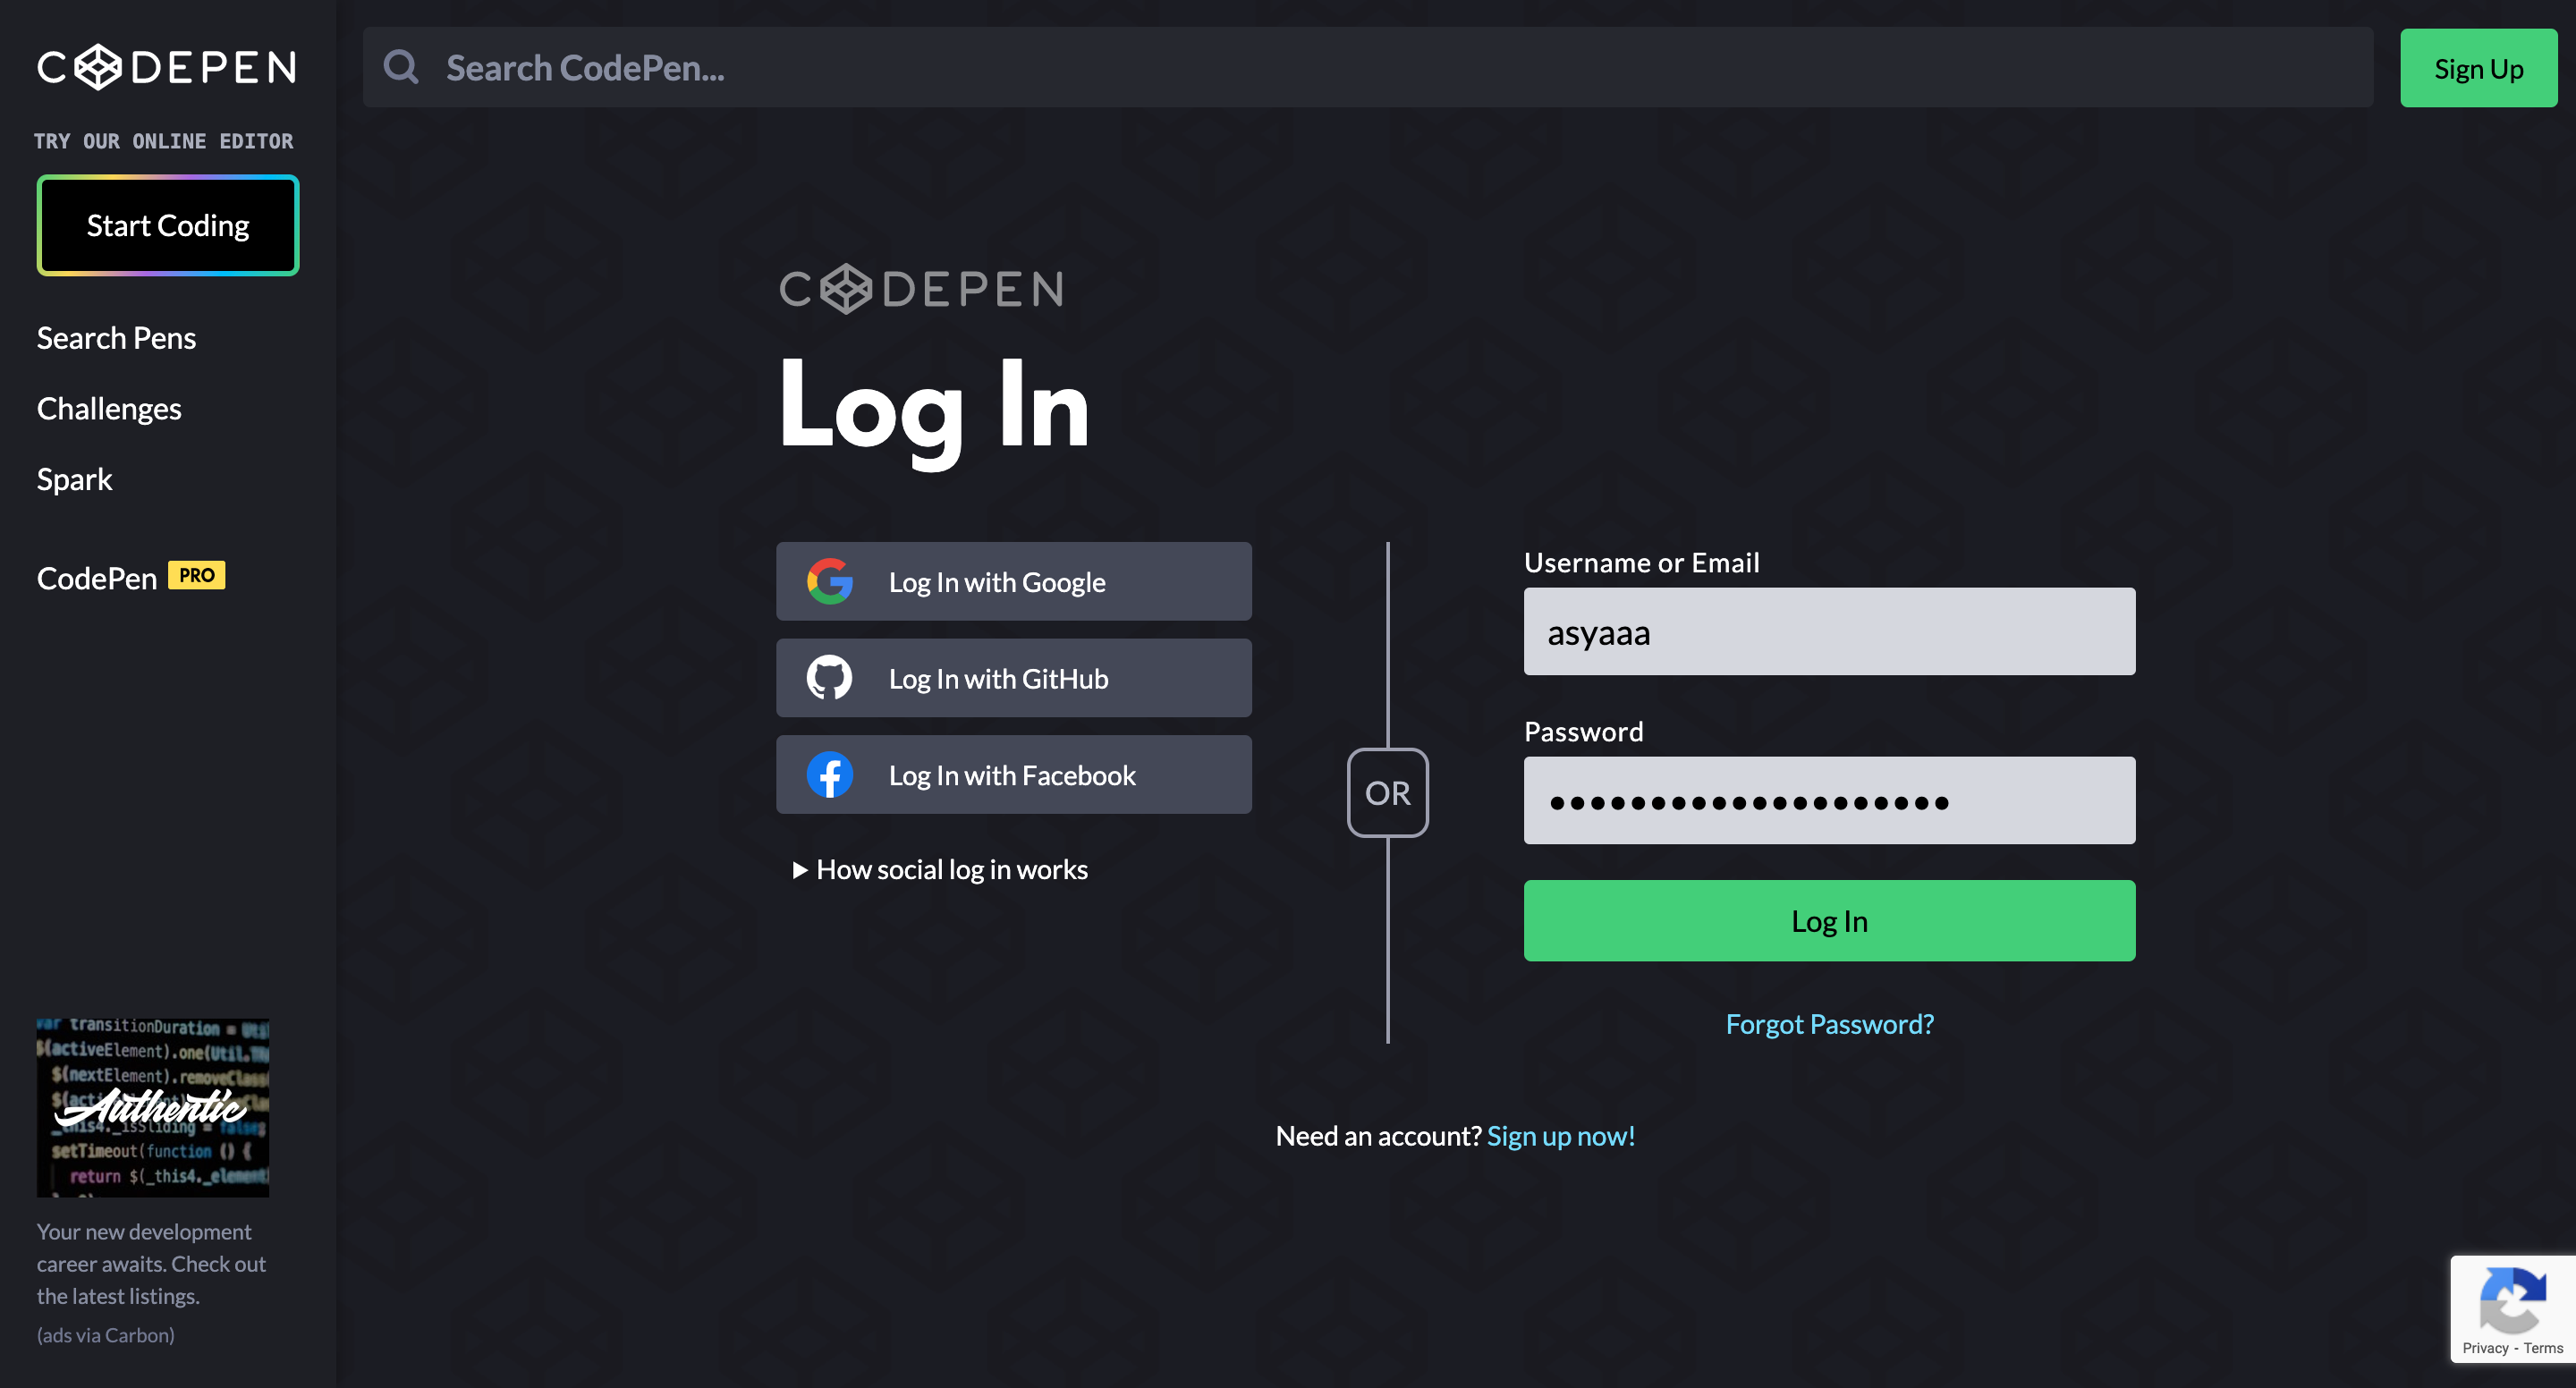 CODEPEN
TRY OUR ONLINE EDITOR
Start Coding
Search Pens
Challenges
Spark
CodePen PRO
var transitionDuration = Uti
$(activeElement).one(Util.TR
$(nextElement).removeClass
Authentic
_this4._isSliding = false;
setTimeout(function () {
return $(_this4._element
Your new development
career awaits. Check out
the latest listings.
(ads via Carbon)
Search CodePen...
Sign Up
CODEPEN
Log In
Log In with Google
Log In with GitHub
Log In with Facebook
How social log in works
OR
Username or Email
asyaaa
Password
••••••••••••••••••••
Log In
Forgot Password?
Need an account? Sign up now!
Privacy - Terms